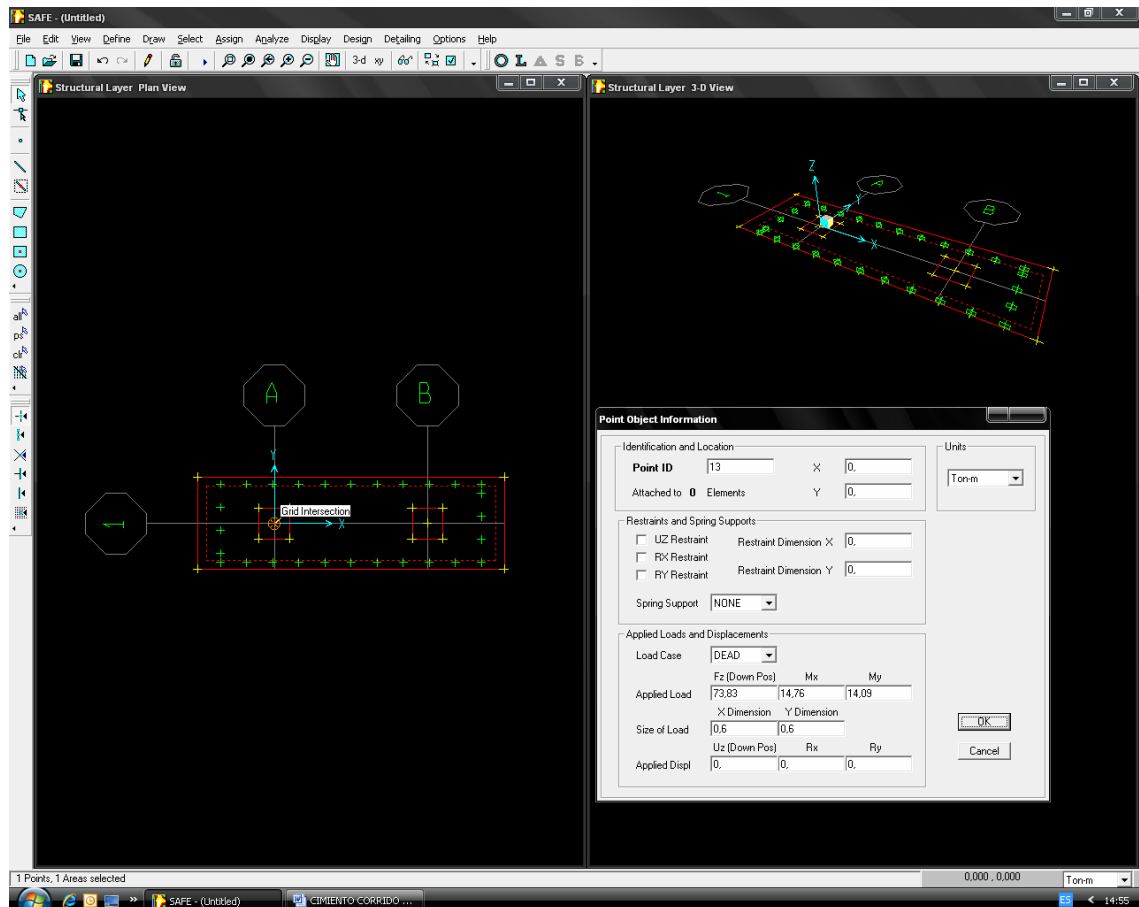 SAFE - (Untitled)
File Edit View Define Draw Select Assign Analyze Display Design Detailing Options Help
3-d xy
all
ps
clr
Structural Layer Plan View
A
B
1
Y
X
Grid Intersection
Structural Layer 3-D View
Z
Y
X
1
A
B
Point Object Information
Identification and Location
Point ID 13 X 0,
Attached to 0 Elements Y 0,
Units
Ton-m
Restraints and Spring Supports
UZ Restraint Restraint Dimension X 0,
RX Restraint
RY Restraint Restraint Dimension Y 0,
Spring Support NONE
Applied Loads and Displacements
Load Case DEAD
Fz (Down Pos) Mx My
Applied Load 73,83 14,76 14,09
X Dimension Y Dimension
Size of Load 0,6 0,6
Uz (Down Pos) Rx Ry
Applied Displ 0, 0, 0,
OK
Cancel
1 Points, 1 Areas selected 0,000 , 0,000 Ton-m
SAFE - (Untitled) CIMIENTO CORRIDO ... ES 14:55